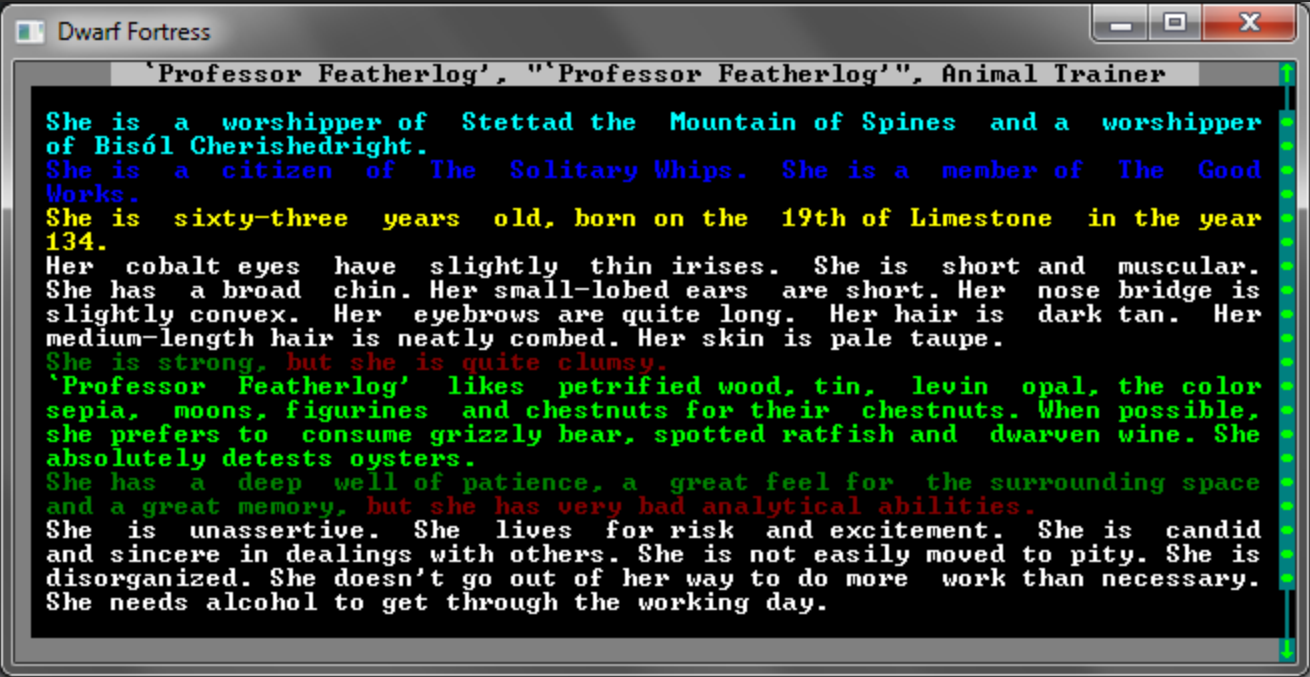 Dwarf Fortress
`Professor Featherlog', "`Professor Featherlog'", Animal Trainer
She is a worshipper of Stettad the Mountain of Spines and a worshipper
of Bisól Cherishedright.
She is a citizen of The Solitary Whips. She is a member of The Good
Works.
She is sixty-three years old, born on the 19th of Limestone in the year
134.
Her cobalt eyes have slightly thin irises. She is short and muscular.
She has a broad chin. Her small-lobed ears are short. Her nose bridge is
slightly convex. Her eyebrows are quite long. Her hair is dark tan. Her
medium-length hair is neatly combed. Her skin is pale taupe.
She is strong, but she is quite clumsy.
`Professor Featherlog' likes petrified wood, tin, levin opal, the color
sepia, moons, figurines and chestnuts for their chestnuts. When possible,
she prefers to consume grizzly bear, spotted ratfish and dwarven wine. She
absolutely detests oysters.
She has a deep well of patience, a great feel for the surrounding space
and a great memory, but she has very bad analytical abilities.
She is unassertive. She lives for risk and excitement. She is candid
and sincere in dealings with others. She is not easily moved to pity. She is
disorganized. She doesn't go out of her way to do more work than necessary.
She needs alcohol to get through the working day.